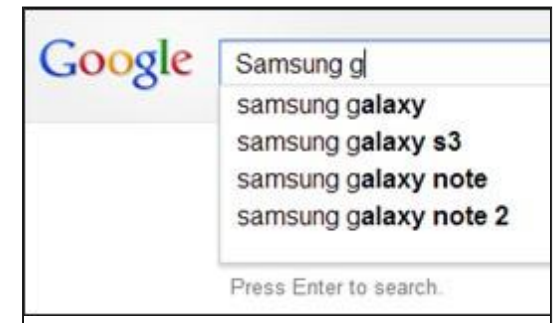 Google
Samsung g
samsung galaxy
samsung galaxy s3
samsung galaxy note
samsung galaxy note 2
Press Enter to search.